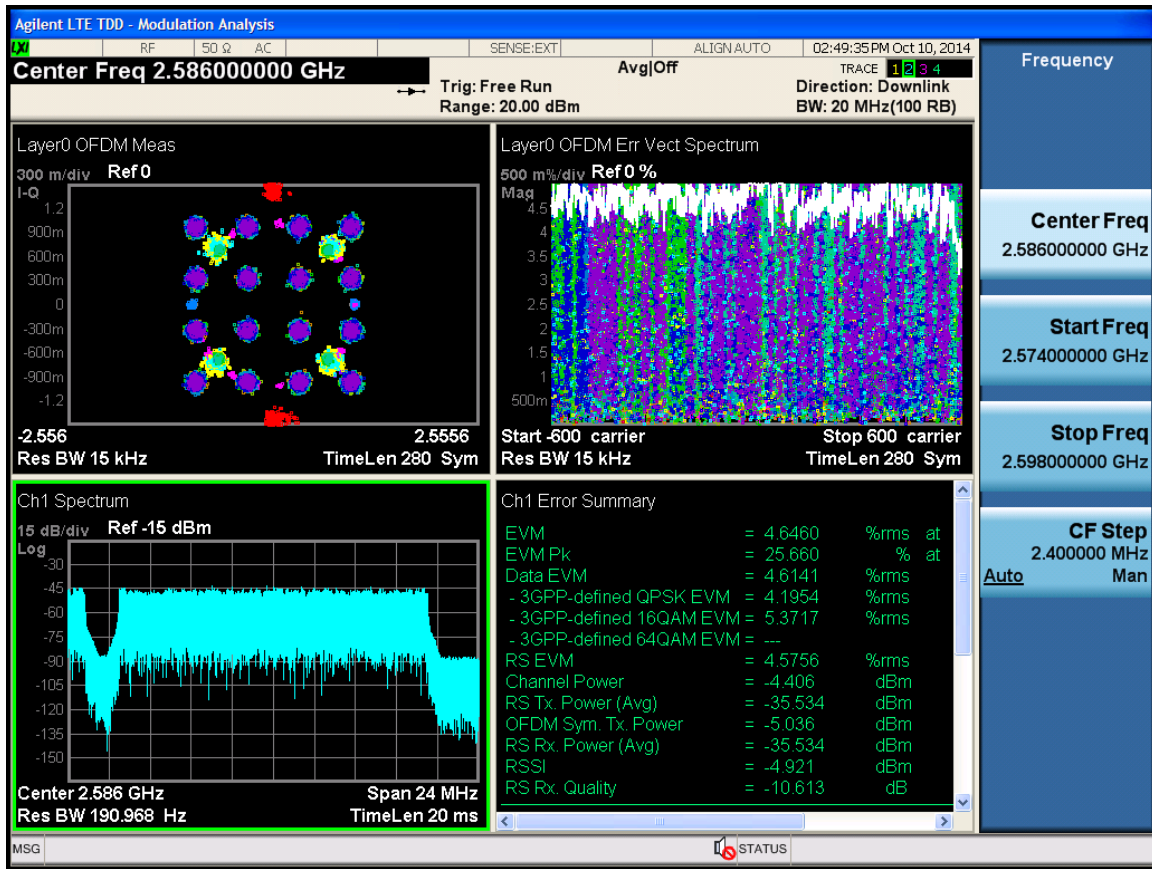 Agilent LTE TDD - Modulation Analysis
LXI RF 50 Ω AC SENSE:EXT ALIGN AUTO 02:49:35 PM Oct 10, 2014
Center Freq 2.586000000 GHz
Avg|Off
TRACE 1 2 3 4
Trig: Free Run
Direction: Downlink
Range: 20.00 dBm
BW: 20 MHz(100 RB)
Layer0 OFDM Meas
300 m/div Ref 0
I-Q
1.2
900m
600m
300m
0
-300m
-600m
-900m
-1.2
-2.556 2.5556
Res BW 15 kHz TimeLen 280 Sym
Layer0 OFDM Err Vect Spectrum
500 m%/div Ref 0 %
Mag
4.5
4
3.5
3
2.5
2
1.5
1
500m
Start -600 carrier Stop 600 carrier
Res BW 15 kHz TimeLen 280 Sym
Ch1 Spectrum
15 dB/div Ref -15 dBm
Log
-30
-45
-60
-75
-90
-105
-120
-135
-150
Center 2.586 GHz Span 24 MHz
Res BW 190.968 Hz TimeLen 20 ms
Ch1 Error Summary
EVM = 4.6460 %rms at
EVM Pk = 25.660 % at
Data EVM = 4.6141 %rms
- 3GPP-defined QPSK EVM = 4.1954 %rms
- 3GPP-defined 16QAM EVM = 5.3717 %rms
- 3GPP-defined 64QAM EVM = ---
RS EVM = 4.5756 %rms
Channel Power = -4.406 dBm
RS Tx. Power (Avg) = -35.534 dBm
OFDM Sym. Tx. Power = -5.036 dBm
RS Rx. Power (Avg) = -35.534 dBm
RSSI = -4.921 dBm
RS Rx. Quality = -10.613 dB
Frequency
Center Freq
2.586000000 GHz
Start Freq
2.574000000 GHz
Stop Freq
2.598000000 GHz
CF Step
2.400000 MHz
Auto Man
MSG STATUS